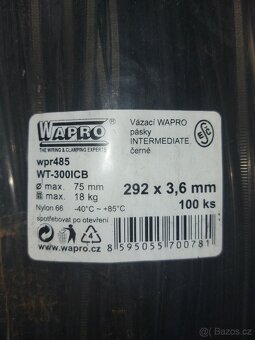 WAPRO®
THE WIRING & CLAMPING EXPERTS
Vázací WAPRO
pásky
INTERMEDIATE
černé
wpr485
WT-300ICB
ø max. 75 mm
max. 18 kg
292 x 3,6 mm
100 ks
Nylon 66 -40°C ~ +85°C
spotřebovat po otevření
www.wapro.cz
8 595055 700781
Bazoš.cz